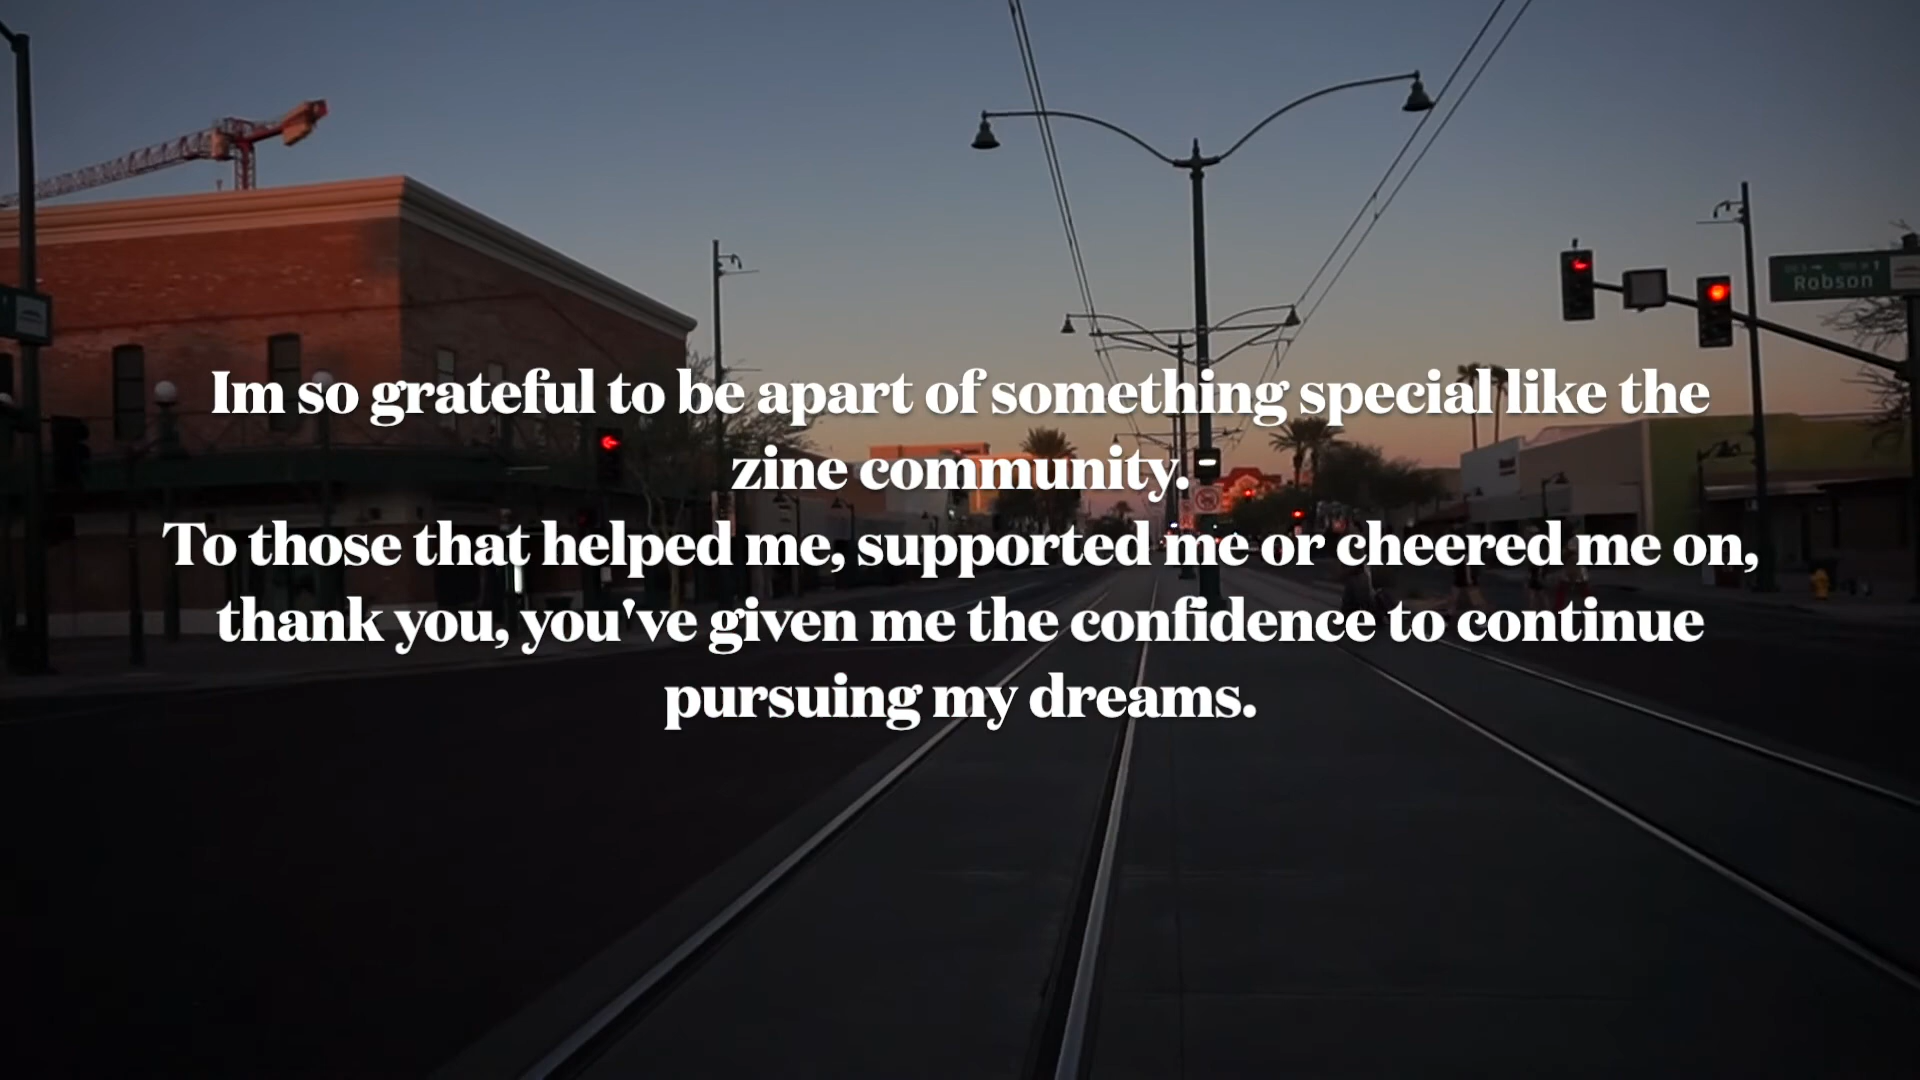 Robson
Im so grateful to be apart of something special like the
zine community.
To those that helped me, supported me or cheered me on,
thank you, you've given me the confidence to continue
pursuing my dreams.